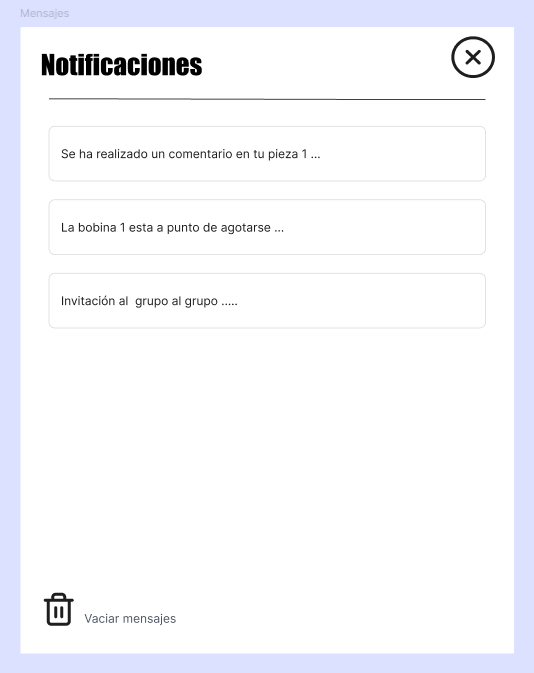 Mensajes
Notificaciones
Se ha realizado un comentario en tu pieza 1 ...
La bobina 1 esta a punto de agotarse ...
Invitación al  grupo al grupo .....
Vaciar mensajes